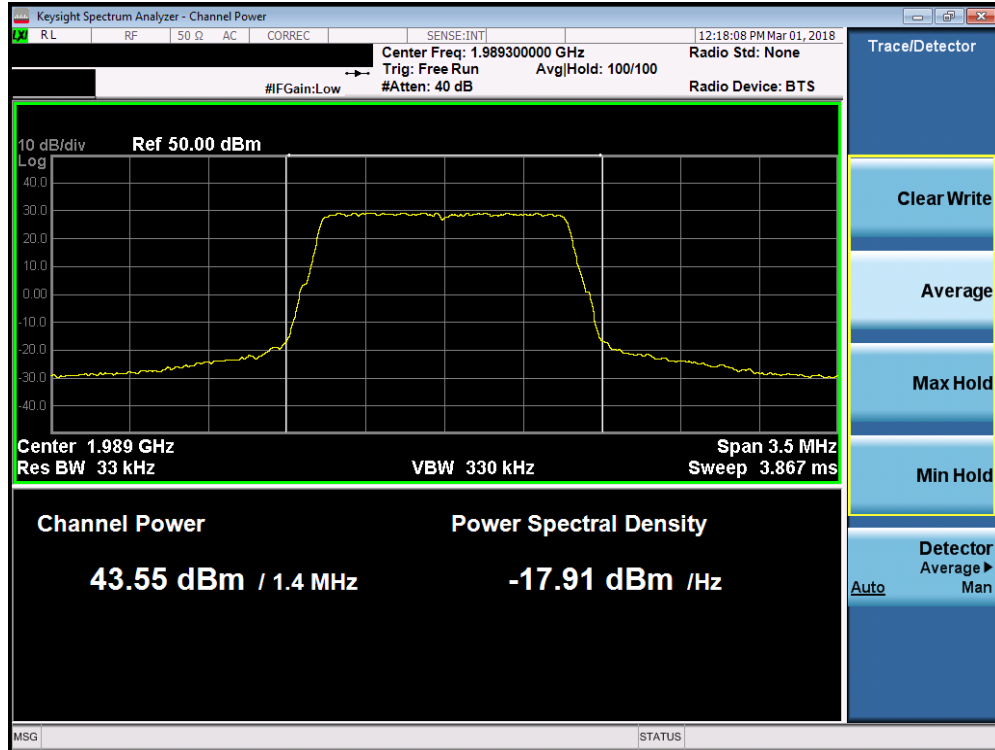 Keysight Spectrum Analyzer - Channel Power
LXI RL RF 50 Ω AC CORREC SENSE:INT 12:18:08 PM Mar 01, 2018
Center Freq: 1.989300000 GHz Radio Std: None
Trig: Free Run Avg|Hold: 100/100
#IFGain:Low #Atten: 40 dB Radio Device: BTS
10 dB/div Ref 50.00 dBm
Log
40.0
30.0
20.0
10.0
0.00
-10.0
-20.0
-30.0
-40.0
Center 1.989 GHz Span 3.5 MHz
Res BW 33 kHz VBW 330 kHz Sweep 3.867 ms
Channel Power Power Spectral Density
43.55 dBm / 1.4 MHz -17.91 dBm /Hz
MSG STATUS
Trace/Detector
Clear Write
Average
Max Hold
Min Hold
Detector
Average▶
Auto Man